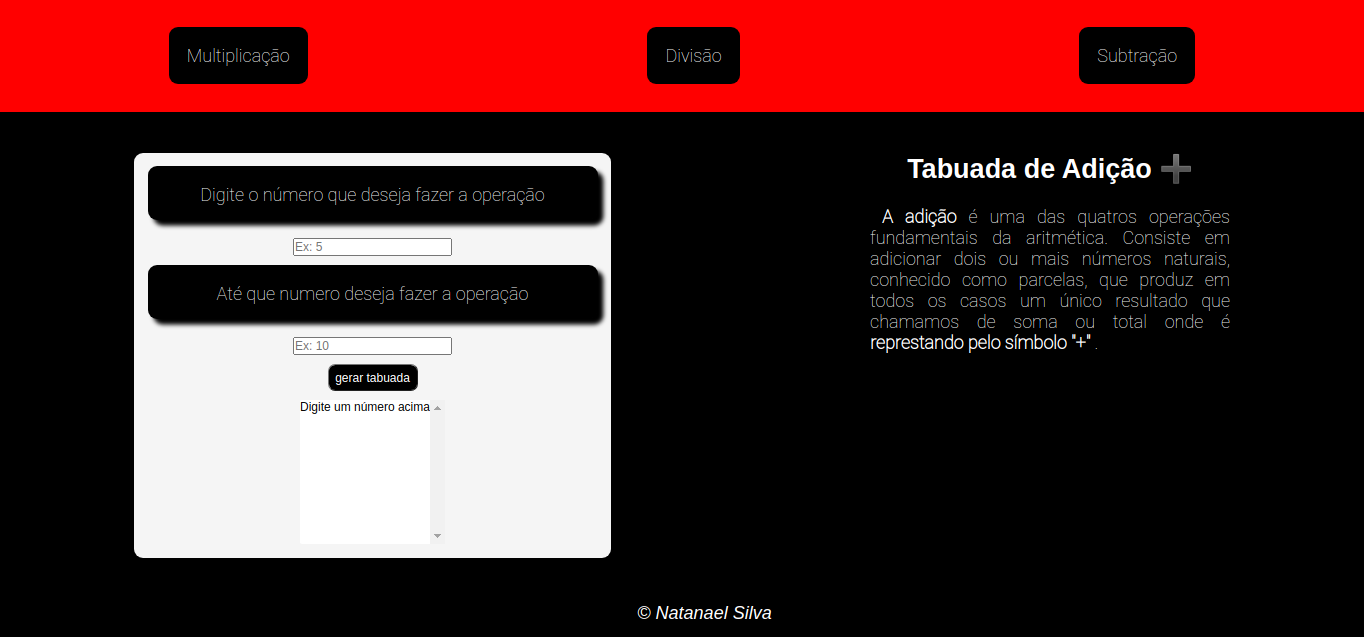 Multiplicação
Divisão
Subtração
Digite o número que deseja fazer a operação
Ex: 5
Até que numero deseja fazer a operação
Ex: 10
gerar tabuada
Digite um número acima
Tabuada de Adição ➕
A adição é uma das quatros operações
fundamentais da aritmética. Consiste em
adicionar dois ou mais números naturais,
conhecido como parcelas, que produz em
todos os casos um único resultado que
chamamos de soma ou total onde é
represtando pelo símbolo "+" .
© Natanael Silva